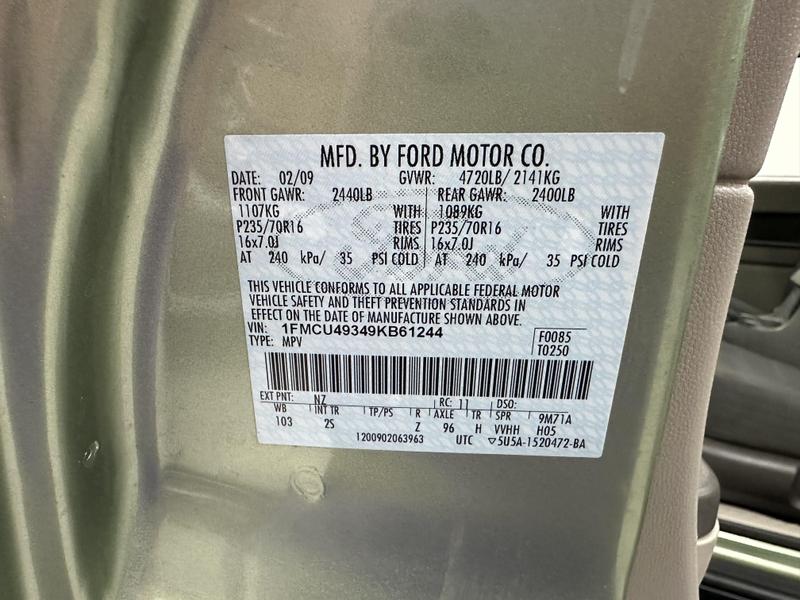 MFD. BY FORD MOTOR CO.
DATE: 02/09 GVWR: 4720LB/ 2141KG
FRONT GAWR: 2440LB REAR GAWR: 2400LB
1107KG WITH 1089KG WITH
P235/70R16 TIRES P235/70R16 TIRES
16x7.0J RIMS 16x7.0J RIMS
AT 240 kPa/ 35 PSI COLD AT 240 kPa/ 35 PSI COLD
THIS VEHICLE CONFORMS TO ALL APPLICABLE FEDERAL MOTOR
VEHICLE SAFETY AND THEFT PREVENTION STANDARDS IN
EFFECT ON THE DATE OF MANUFACTURE SHOWN ABOVE.
VIN: 1FMCU49349KB61244
TYPE: MPV
F0085
T0250
EXT PNT: NZ RC: 11 DSO:
WB INT TR TP/PS R AXLE TR SPR 9M71A
103 2S Z 96 H VVHH H05
1200902063963 UTC ▽5U5A-1520472-BA